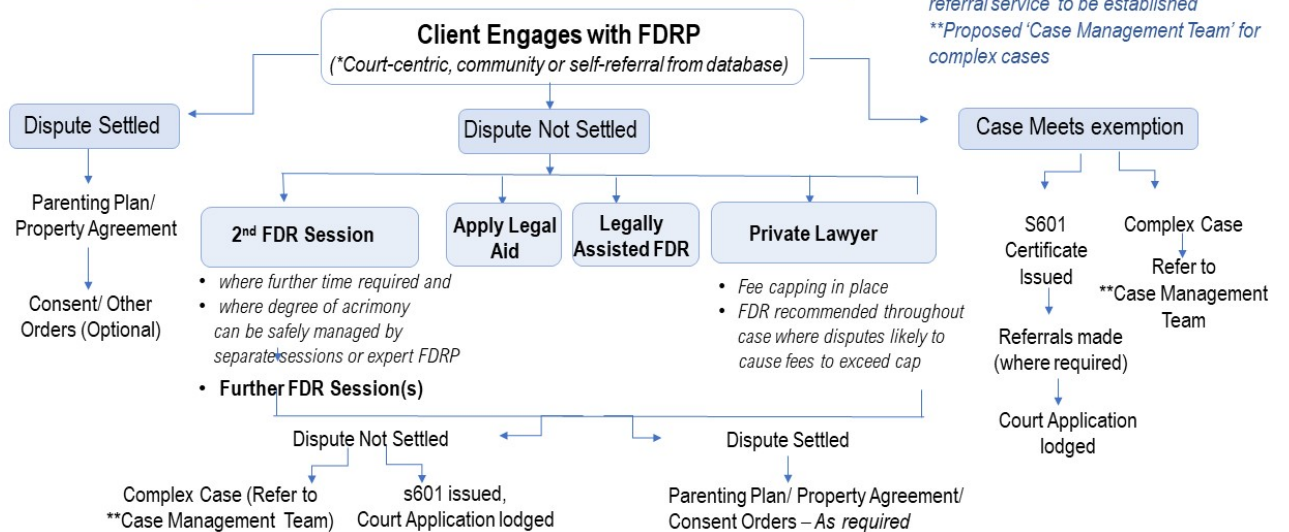 referral service to be established
**Proposed ‘Case Management Team’ for
complex cases
Client Engages with FDRP
(*Court-centric, community or self-referral from database)
Dispute Settled
Dispute Not Settled
Case Meets exemption
Parenting Plan/
Property Agreement
Consent/ Other
Orders (Optional)
2nd FDR Session
Apply Legal
Aid
Legally
Assisted FDR
Private Lawyer
• where further time required and
• where degree of acrimony
can be safely managed by
separate sessions or expert FDRP
• Further FDR Session(s)
• Fee capping in place
• FDR recommended throughout
case where disputes likely to
cause fees to exceed cap
S601
Certificate
Issued
Referrals made
(where required)
Court Application
lodged
Complex Case
Refer to
**Case Management
Team
Dispute Not Settled
Complex Case (Refer to
**Case Management Team)
s601 issued,
Court Application lodged
Dispute Settled
Parenting Plan/ Property Agreement/
Consent Orders – As required